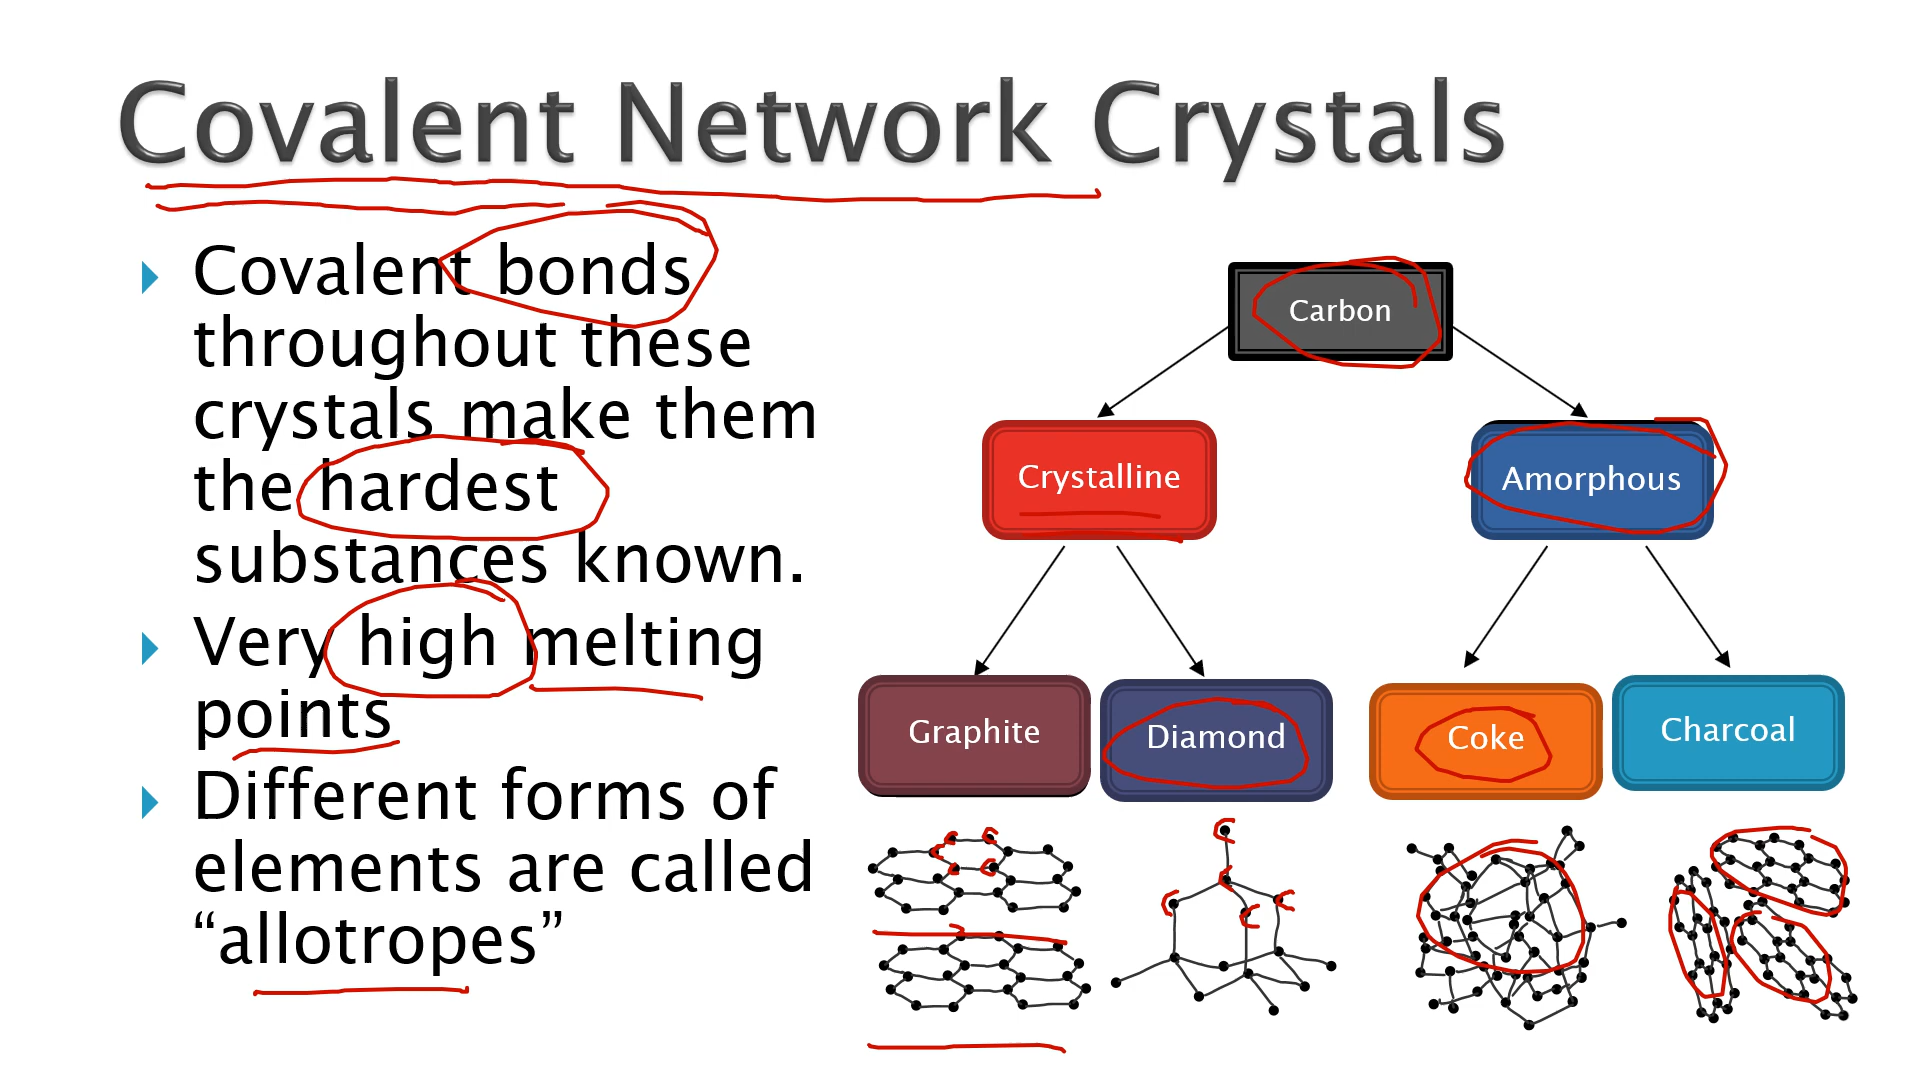 Covalent Network Crystals
Covalent bonds
throughout these
crystals make them
the hardest
substances known.
Very high melting
points
Different forms of
elements are called
“allotropes”
Carbon
Crystalline
Amorphous
Graphite
Diamond
Coke
Charcoal